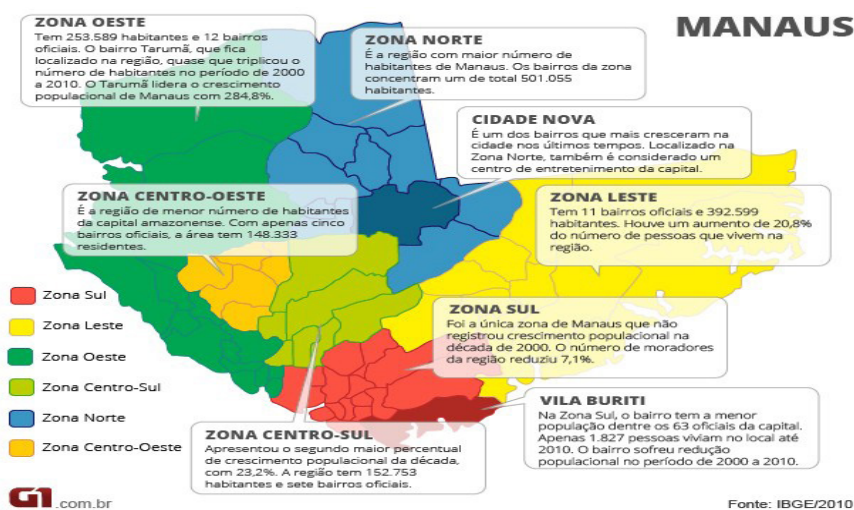 MANAUS
ZONA OESTE
Tem 253.589 habitantes e 12 bairros
oficiais. O bairro Tarumã, que fica
localizado na região, quase que triplicou o
número de habitantes no período de 2000
a 2010. O Tarumã lidera o crescimento
populacional de Manaus com 284,8%.
ZONA NORTE
É a região com maior número de
habitantes de Manaus. Os bairros da zona
concentram um de total 501.055
habitantes.
CIDADE NOVA
É um dos bairros que mais cresceram na
cidade nos últimos tempos. Localizado na
Zona Norte, também é considerado um
centro de entretenimento da capital.
ZONA CENTRO-OESTE
É a região de menor número de habitantes
da capital amazonense. Com apenas cinco
bairros oficiais, a área tem 148.333
residentes.
ZONA LESTE
Tem 11 bairros oficiais e 392.599
habitantes. Houve um aumento de 20,8%
do número de pessoas que vivem na
região.
Zona Sul
Zona Leste
Zona Oeste
Zona Centro-Sul
Zona Norte
Zona Centro-Oeste
ZONA SUL
Foi a única zona de Manaus que não
registrou crescimento populacional na
década de 2000. O número de moradores
da região reduziu 7,1%.
VILA BURITI
Na Zona Sul, o bairro tem a menor
população dentre os 63 oficiais da capital.
Apenas 1.827 pessoas viviam no local até
2010. O bairro sofreu redução
populacional no período de 2000 a 2010.
ZONA CENTRO-SUL
Apresentou o segundo maior percentual
de crescimento populacional da década,
com 23,2%. A região tem 152.753
habitantes e sete bairros oficiais.
G1.com.br
Fonte: IBGE/2010